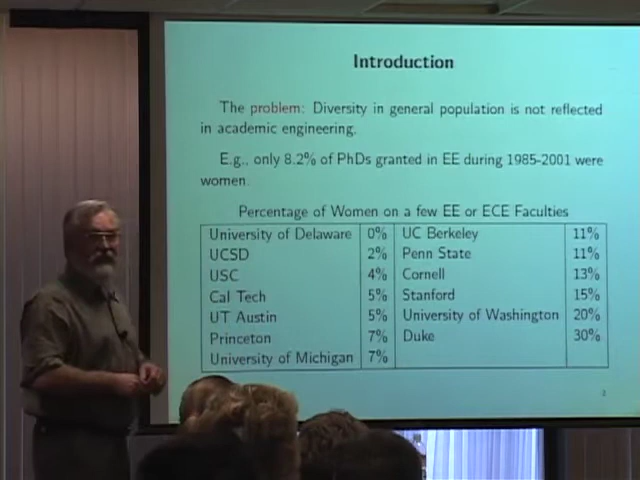 Introduction
The problem: Diversity in general population is not reflected
in academic engineering.
E.g., only 8.2% of PhDs granted in EE during 1985-2001 were
women.
Percentage of Women on a few EE or ECE Faculties
University of Delaware 0% UC Berkeley 11%
UCSD 2% Penn State 11%
USC 4% Cornell 13%
Cal Tech 5% Stanford 15%
UT Austin 5% University of Washington 20%
Princeton 7% Duke 30%
University of Michigan 7%